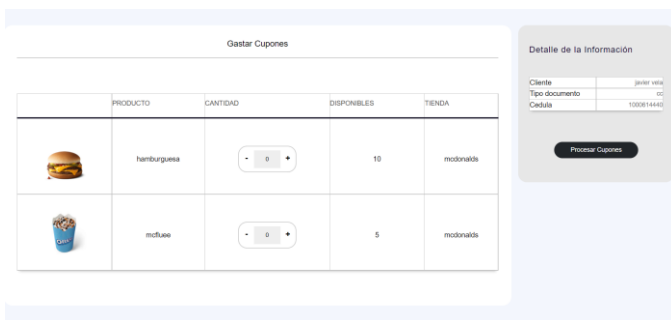 Gastar Cupones
PRODUCTO CANTIDAD DISPONIBLES TIENDA
hamburguesa - 0 + 10 mcdonalds
mcfluee - 0 + 5 mcdonalds
Detalle de la Información
Cliente javier vela
Tipo documento cc
Cedula 1000614440
Procesar Cupones